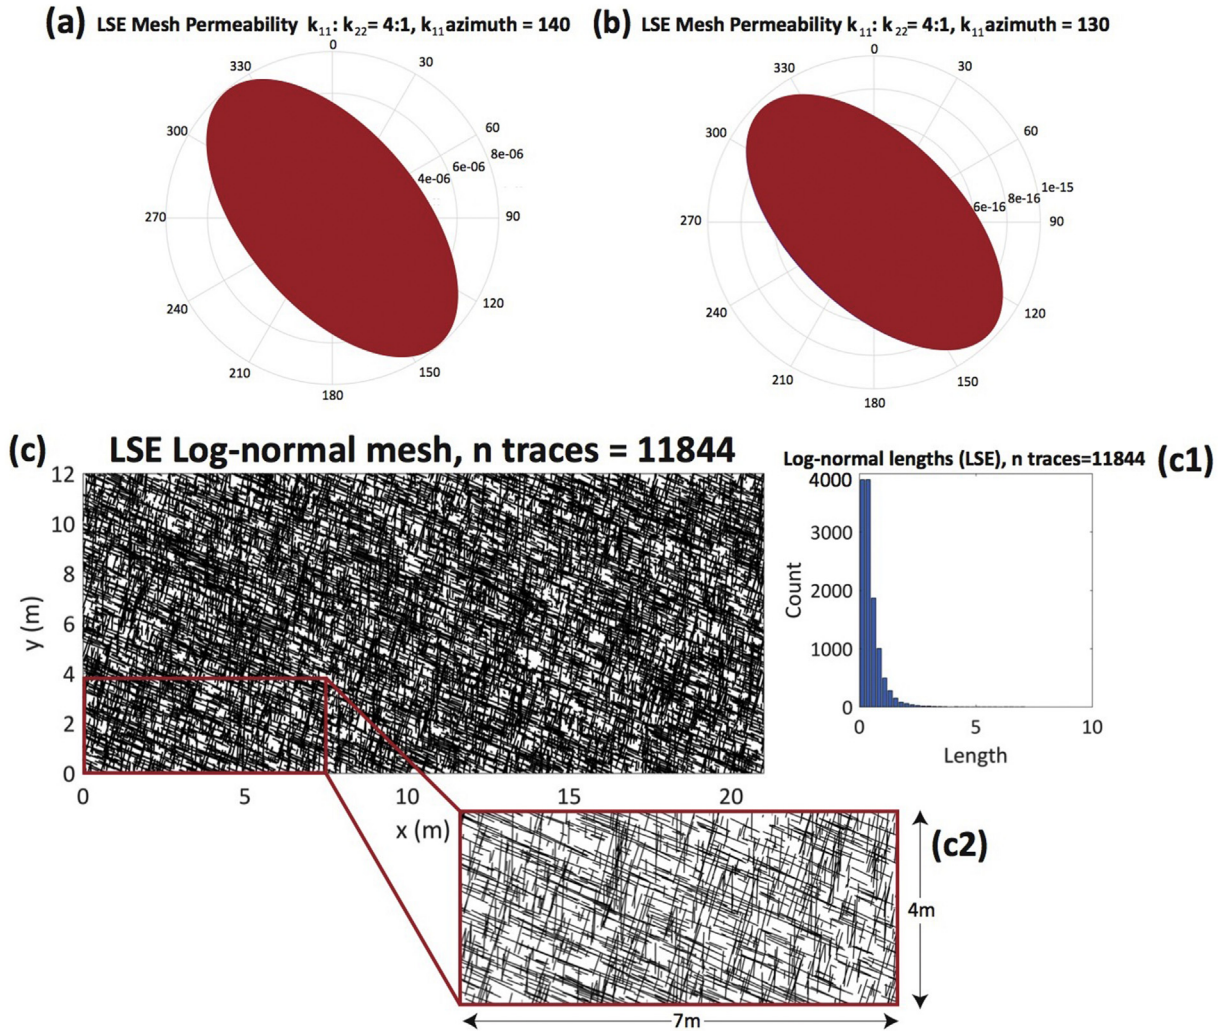 (a) LSE Mesh Permeability k11: k22= 4:1, k11azimuth = 140
0
330
30
300
60
8e-06
6e-06
4e-06
270
90
240
120
210
150
180
(b) LSE Mesh Permeability k11: k22= 4:1, k11azimuth = 130
0
330
30
300
60
1e-15
8e-16
6e-16
270
90
240
120
210
150
180
(c) LSE Log-normal mesh, n traces = 11844
12
10
8
6
4
2
0
y (m)
0 5 10 15 20
x (m)
Log-normal lengths (LSE), n traces=11844 (c1)
4000
3000
2000
1000
0
Count
0 5 10
Length
(c2)
4m
7m